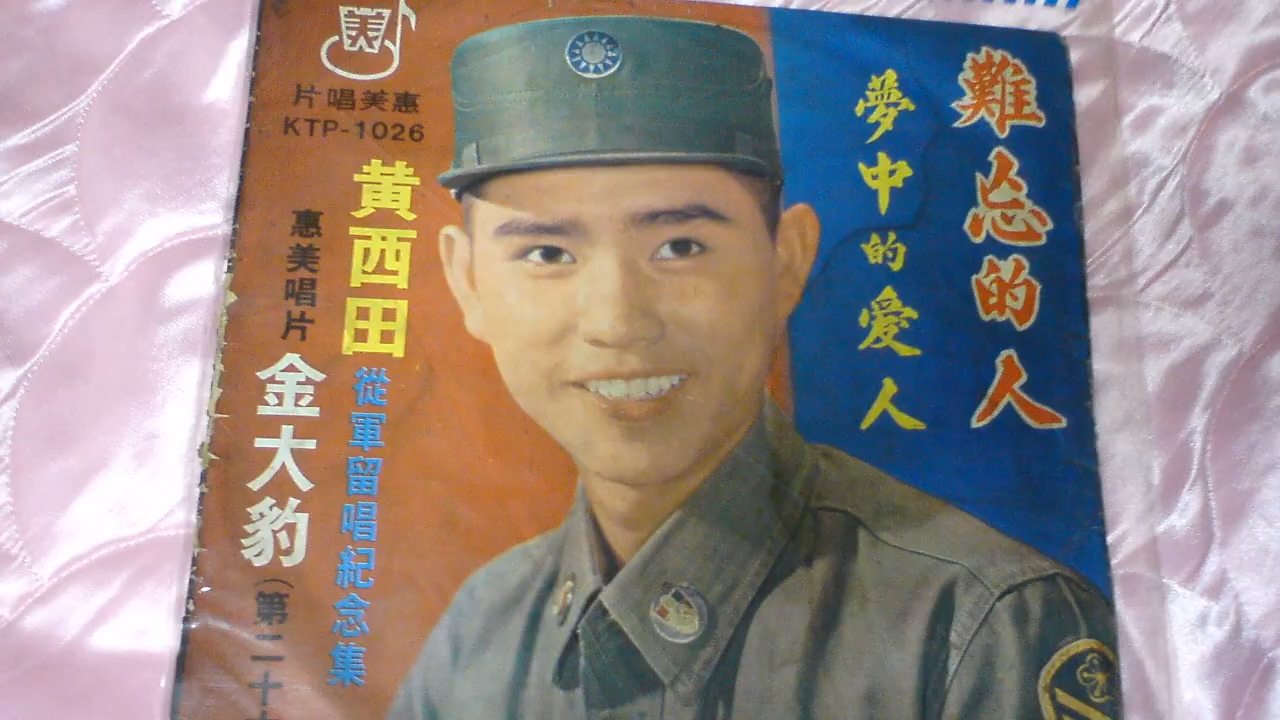 難忘的人
夢中的愛人
美
片唱美惠
KTP-1026
黄西田
從軍留唱紀念集
惠美唱片
金大豹
(第二十